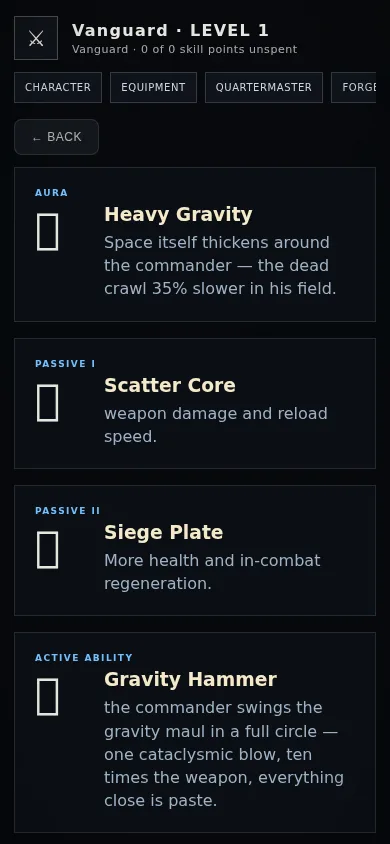 Vanguard · LEVEL 1
Vanguard · 0 of 0 skill points unspent
CHARACTER
EQUIPMENT
QUARTERMASTER
FORGE
← BACK
AURA
Heavy Gravity
Space itself thickens around
the commander — the dead
crawl 35% slower in his field.
PASSIVE I
Scatter Core
weapon damage and reload
speed.
PASSIVE II
Siege Plate
More health and in-combat
regeneration.
ACTIVE ABILITY
Gravity Hammer
the commander swings the
gravity maul in a full circle —
one cataclysmic blow, ten
times the weapon, everything
close is paste.